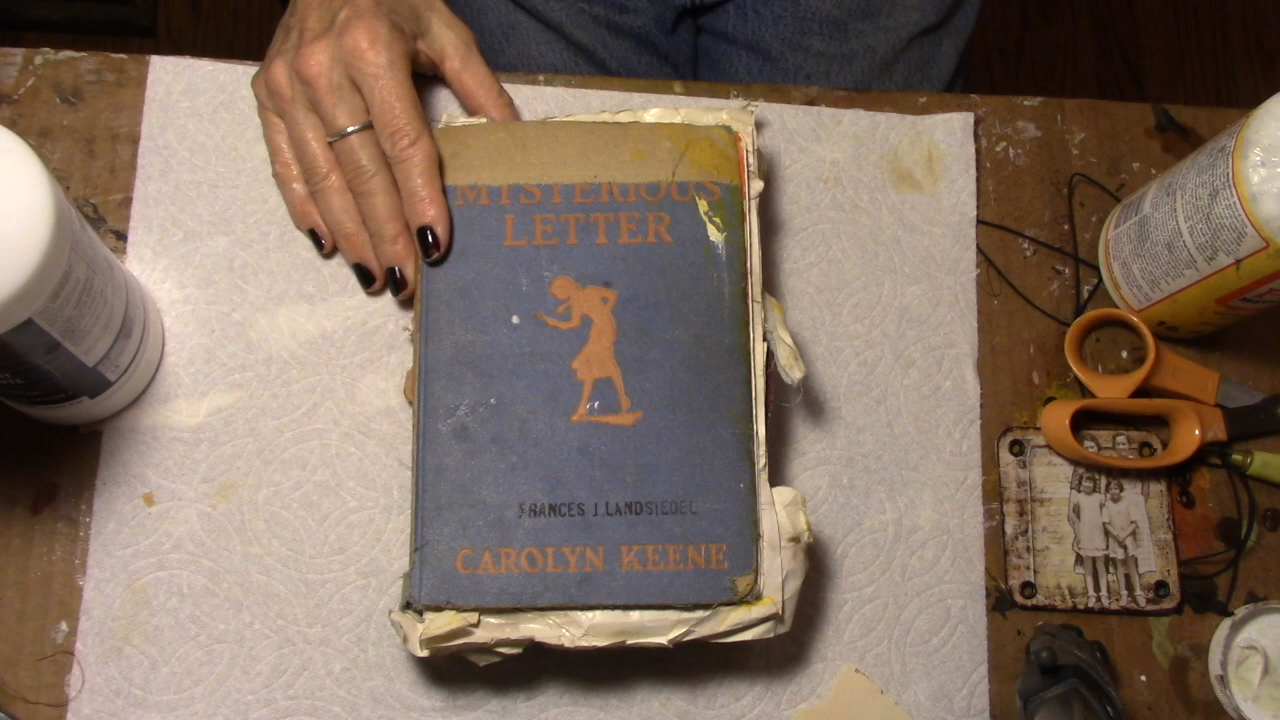 MYSTERIOUS
LETTER
FRANCES J. LANDSIEDEL
CAROLYN KEENE